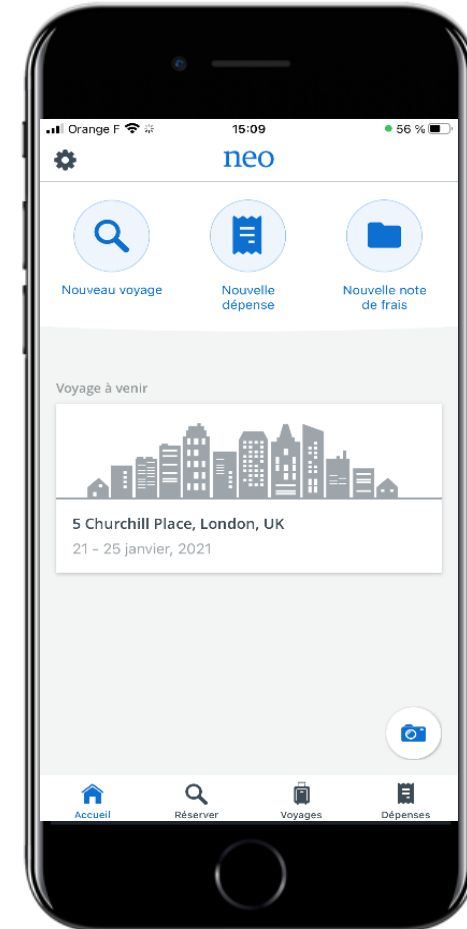 Orange F 15:09 56 %
neo
Nouveau voyage
Nouvelle
dépense
Nouvelle note
de frais
Voyage à venir
5 Churchill Place, London, UK
21 - 25 janvier, 2021
Accueil Réserver Voyages Dépenses